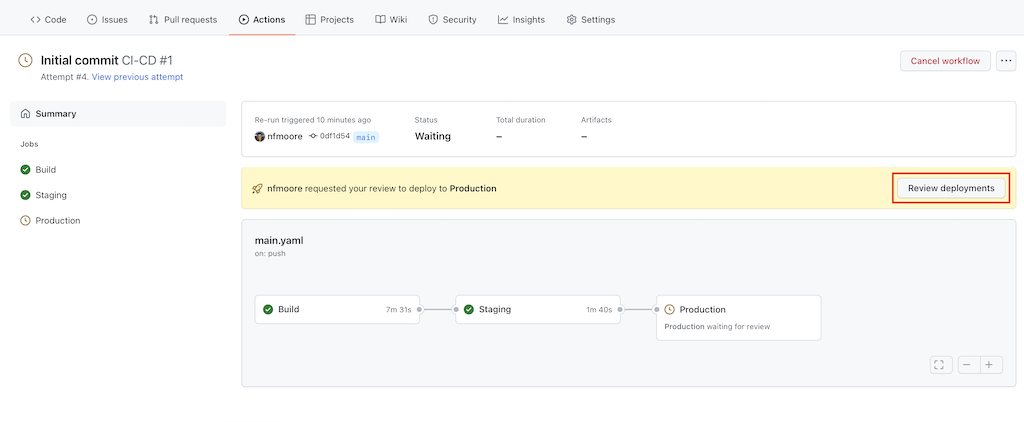 Code Issues Pull requests Actions Projects Wiki Security Insights Settings
Initial commit CI-CD #1
Attempt #4. View previous attempt
Cancel workflow
Summary
Jobs
Build
Staging
Production
Re-run triggered 10 minutes ago
nfmoore 0df1d54 main
Status
Waiting
Total duration
–
Artifacts
–
nfmoore requested your review to deploy to Production
Review deployments
main.yaml
on: push
Build 7m 31s
Staging 1m 40s
Production
Production waiting for review